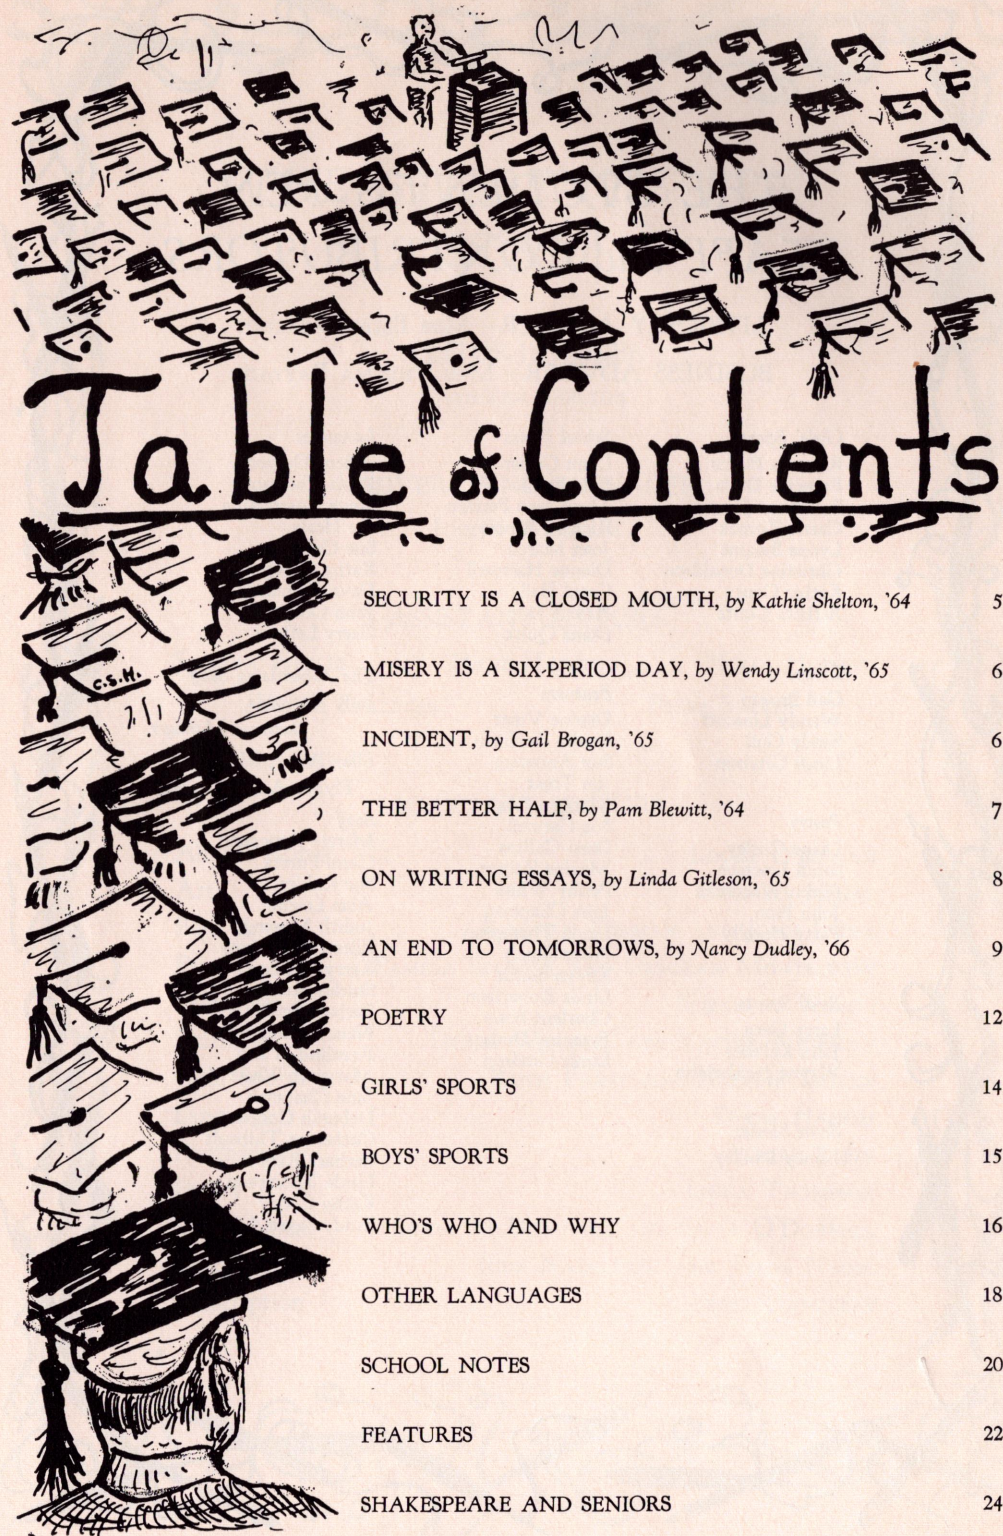 Table of Contents
SECURITY IS A CLOSED MOUTH, by Kathie Shelton, '64 5
C.S.H.
MISERY IS A SIX-PERIOD DAY, by Wendy Linscott, '65 6
INCIDENT, by Gail Brogan, '65 6
THE BETTER HALF, by Pam Blewitt, '64 7
ON WRITING ESSAYS, by Linda Gitleson, '65 8
AN END TO TOMORROWS, by Nancy Dudley, '66 9
POETRY 12
GIRLS' SPORTS 14
BOYS' SPORTS 15
WHO'S WHO AND WHY 16
OTHER LANGUAGES 18
SCHOOL NOTES 20
FEATURES 22
SHAKESPEARE AND SENIORS 24